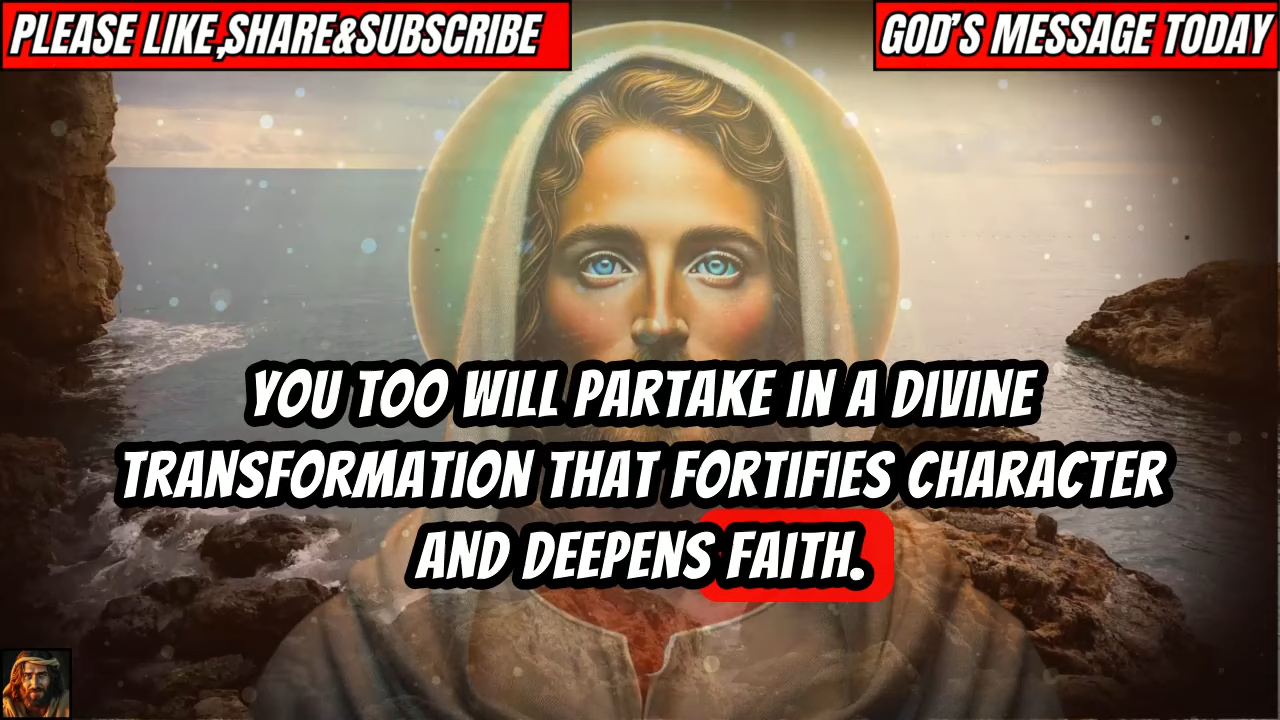 PLEASE LIKE,SHARE&SUBSCRIBE
GOD'S MESSAGE TODAY
YOU TOO WILL PARTAKE IN A DIVINE
TRANSFORMATION THAT FORTIFIES CHARACTER
AND DEEPENS FAITH.